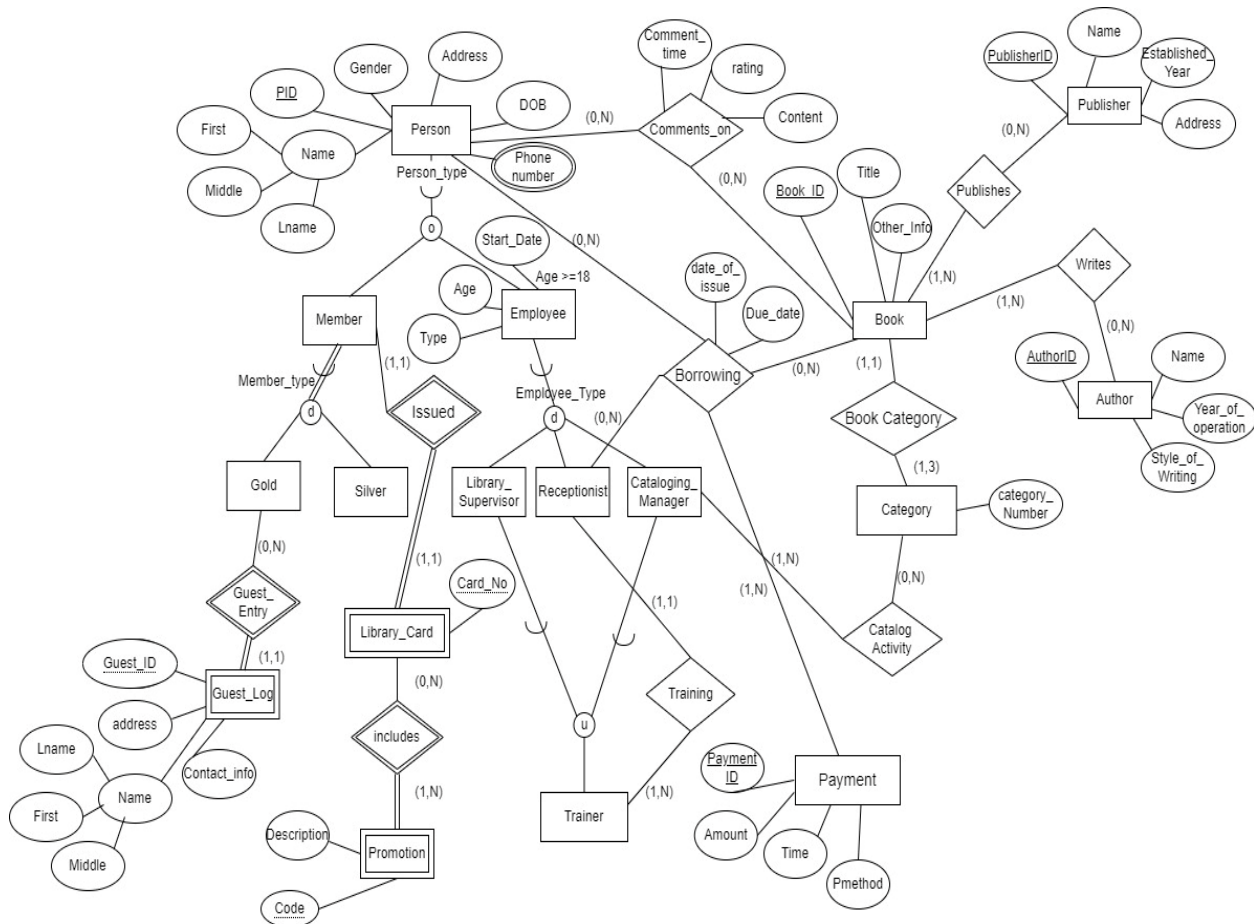 Comment_
time
Name
Address
PublisherID
Established_
Year
Gender
rating
PID
DOB
Publisher
Person
(0,N)
Comments_on
Content
Address
First
Name
Phone
number
(0,N)
Person_type
Title
(0,N)
Middle
Book_ID
Publishes
Lname
o
Start_Date
(0,N)
Other_Info
date_of_
issue
Writes
Age >=18
(1,N)
Age
Member
Employee
Due_date
Book
(1,N)
(0,N)
Type
(1,1)
(1,1)
AuthorID
Name
Member_type
Borrowing
(0,N)
Employee_Type
Author
d
Issued
d
(0,N)
Book Category
Year_of_
operation
Style_of_
Writing
(1,3)
Gold
Silver
Library_
Supervisor
Receptionist
Cataloging_
Manager
Category
category_
Number
(0,N)
(1,1)
(1,N)
(1,N)
(0,N)
Card_No
Guest_
Entry
(1,1)
Library_Card
Catalog
Activity
(1,1)
Guest_ID
(0,N)
Guest_Log
Training
address
u
includes
Lname
Contact_info
Payment
ID
Payment
Name
(1,N)
(1,N)
First
Trainer
Description
Amount
Promotion
Time
Middle
Pmethod
Code